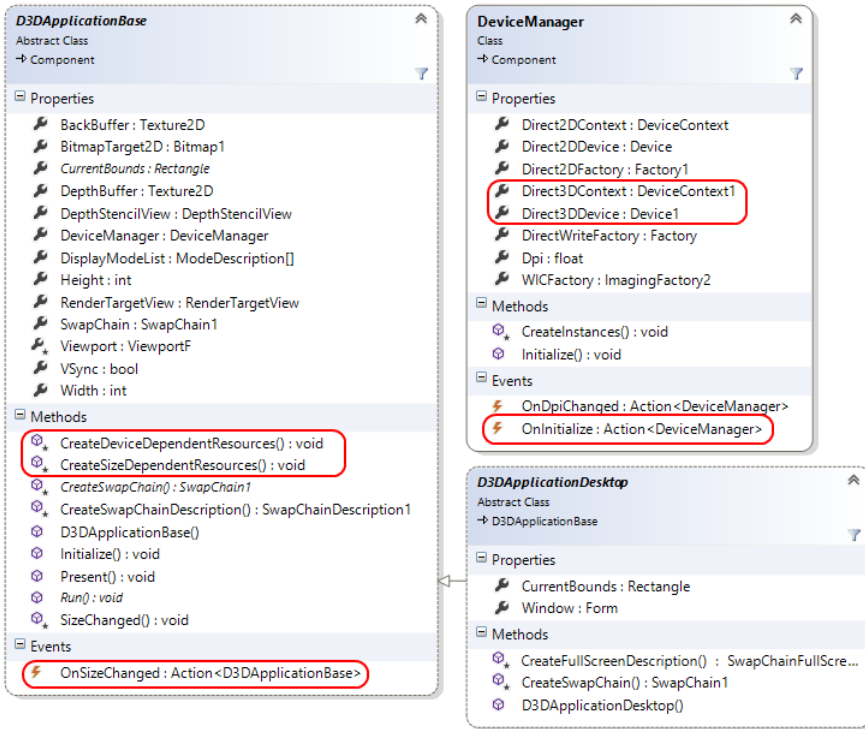 D3DApplicationBase
Abstract Class
Component
Properties
BackBuffer : Texture2D
BitmapTarget2D : Bitmap1
CurrentBounds : Rectangle
DepthBuffer : Texture2D
DepthStencilView : DepthStencilView
DeviceManager : DeviceManager
DisplayModeList : ModeDescription[]
Height : int
RenderTargetView : RenderTargetView
SwapChain : SwapChain1
Viewport : ViewportF
VSync : bool
Width : int
Methods
CreateDeviceDependentResources() : void
CreateSizeDependentResources() : void
CreateSwapChain() : SwapChain1
CreateSwapChainDescription() : SwapChainDescription1
D3DApplicationBase()
Initialize() : void
Present() : void
Run() : void
SizeChanged() : void
Events
OnSizeChanged : Action<D3DApplicationBase>
DeviceManager
Class
Component
Properties
Direct2DContext : DeviceContext
Direct2DDevice : Device
Direct2DFactory : Factory1
Direct3DContext : DeviceContext1
Direct3DDevice : Device1
DirectWriteFactory : Factory
Dpi : float
WICFactory : ImagingFactory2
Methods
CreateInstances() : void
Initialize() : void
Events
OnDpiChanged : Action<DeviceManager>
OnInitialize : Action<DeviceManager>
D3DApplicationDesktop
Abstract Class
D3DApplicationBase
Properties
CurrentBounds : Rectangle
Window : Form
Methods
CreateFullScreenDescription() : SwapChainFullScre...
CreateSwapChain() : SwapChain1
D3DApplicationDesktop()